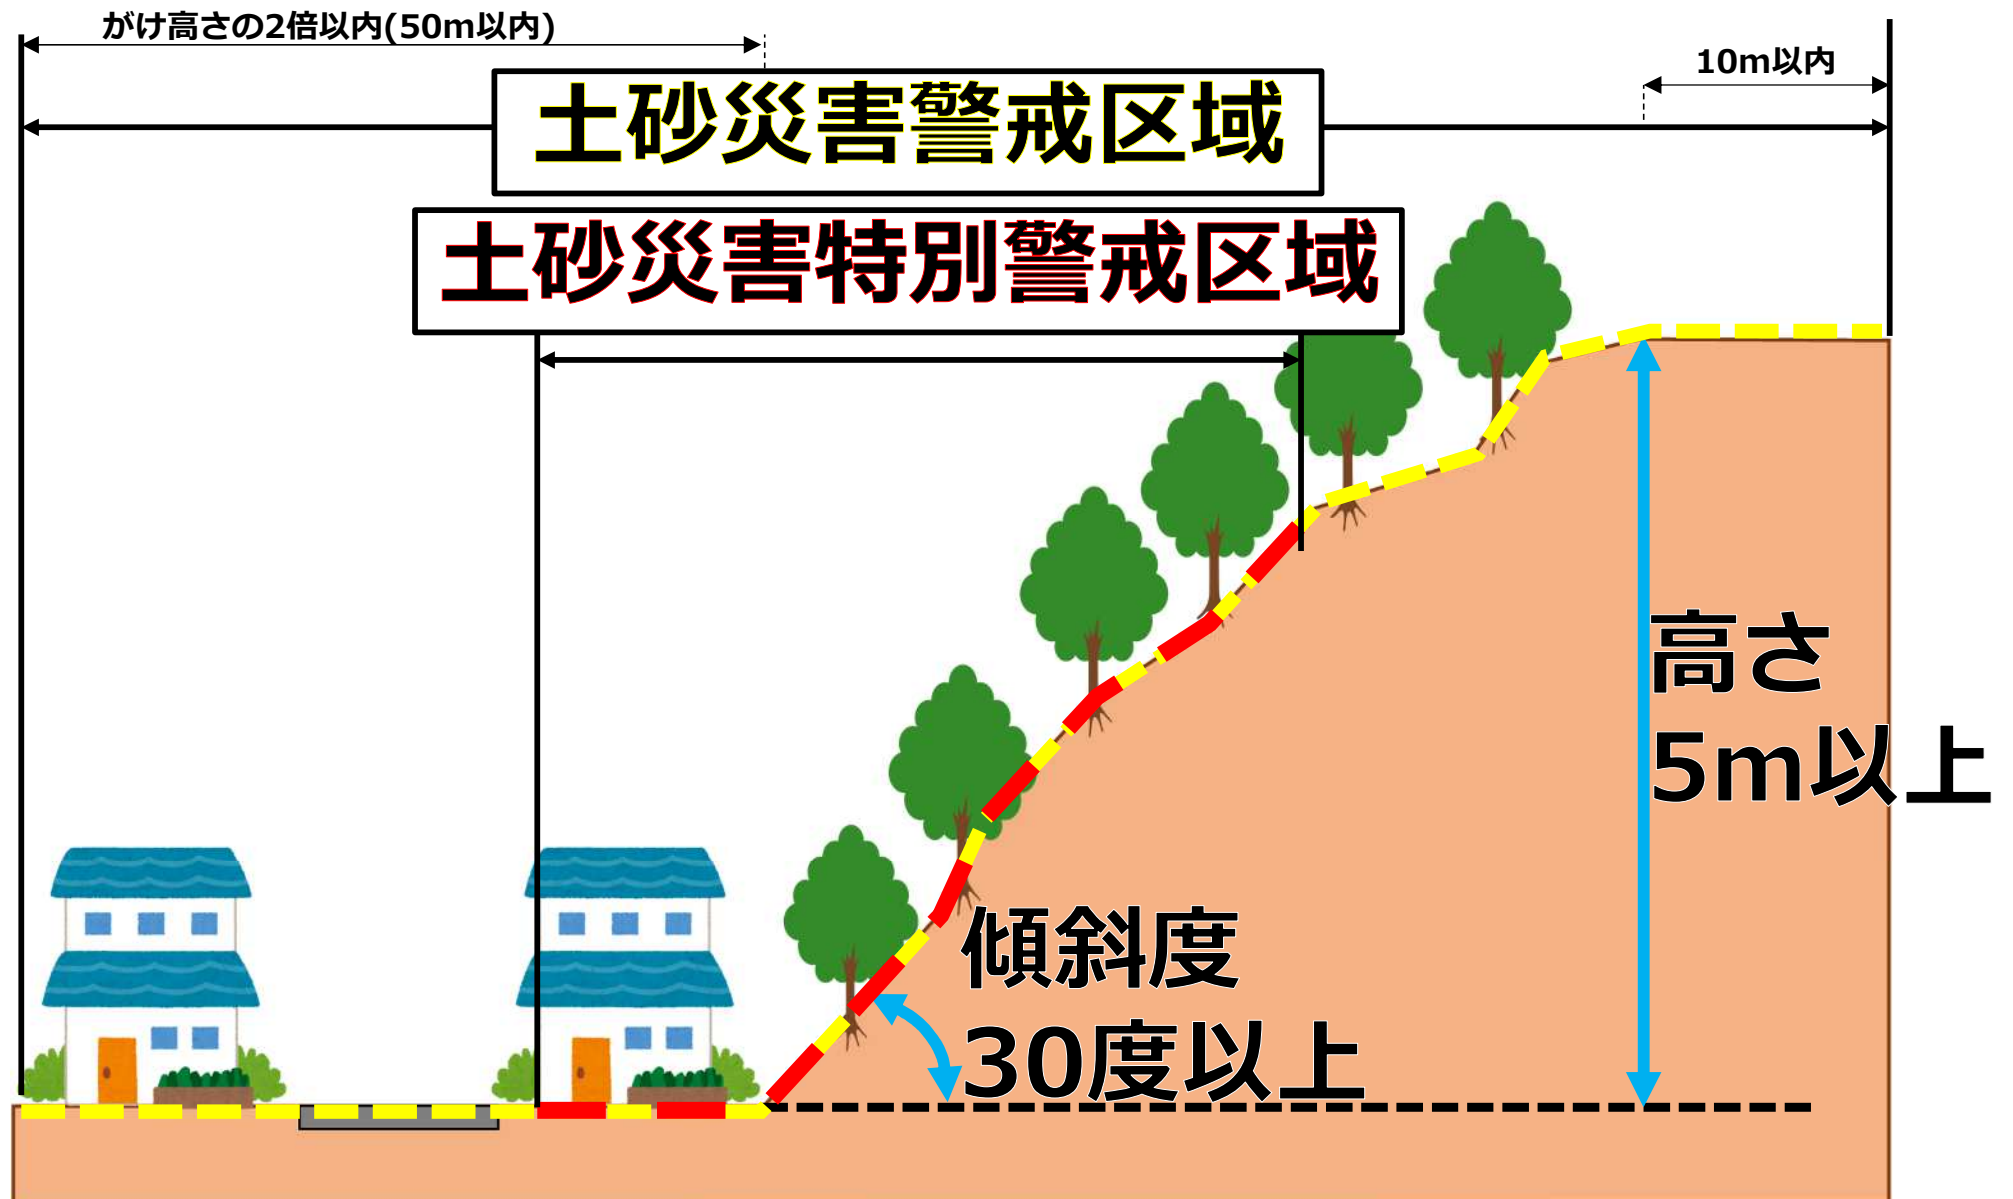 がけ高さの2倍以内(50m以内)
10m以内
土砂災害警戒区域
土砂災害特別警戒区域
高さ
5m以上
傾斜度
30度以上